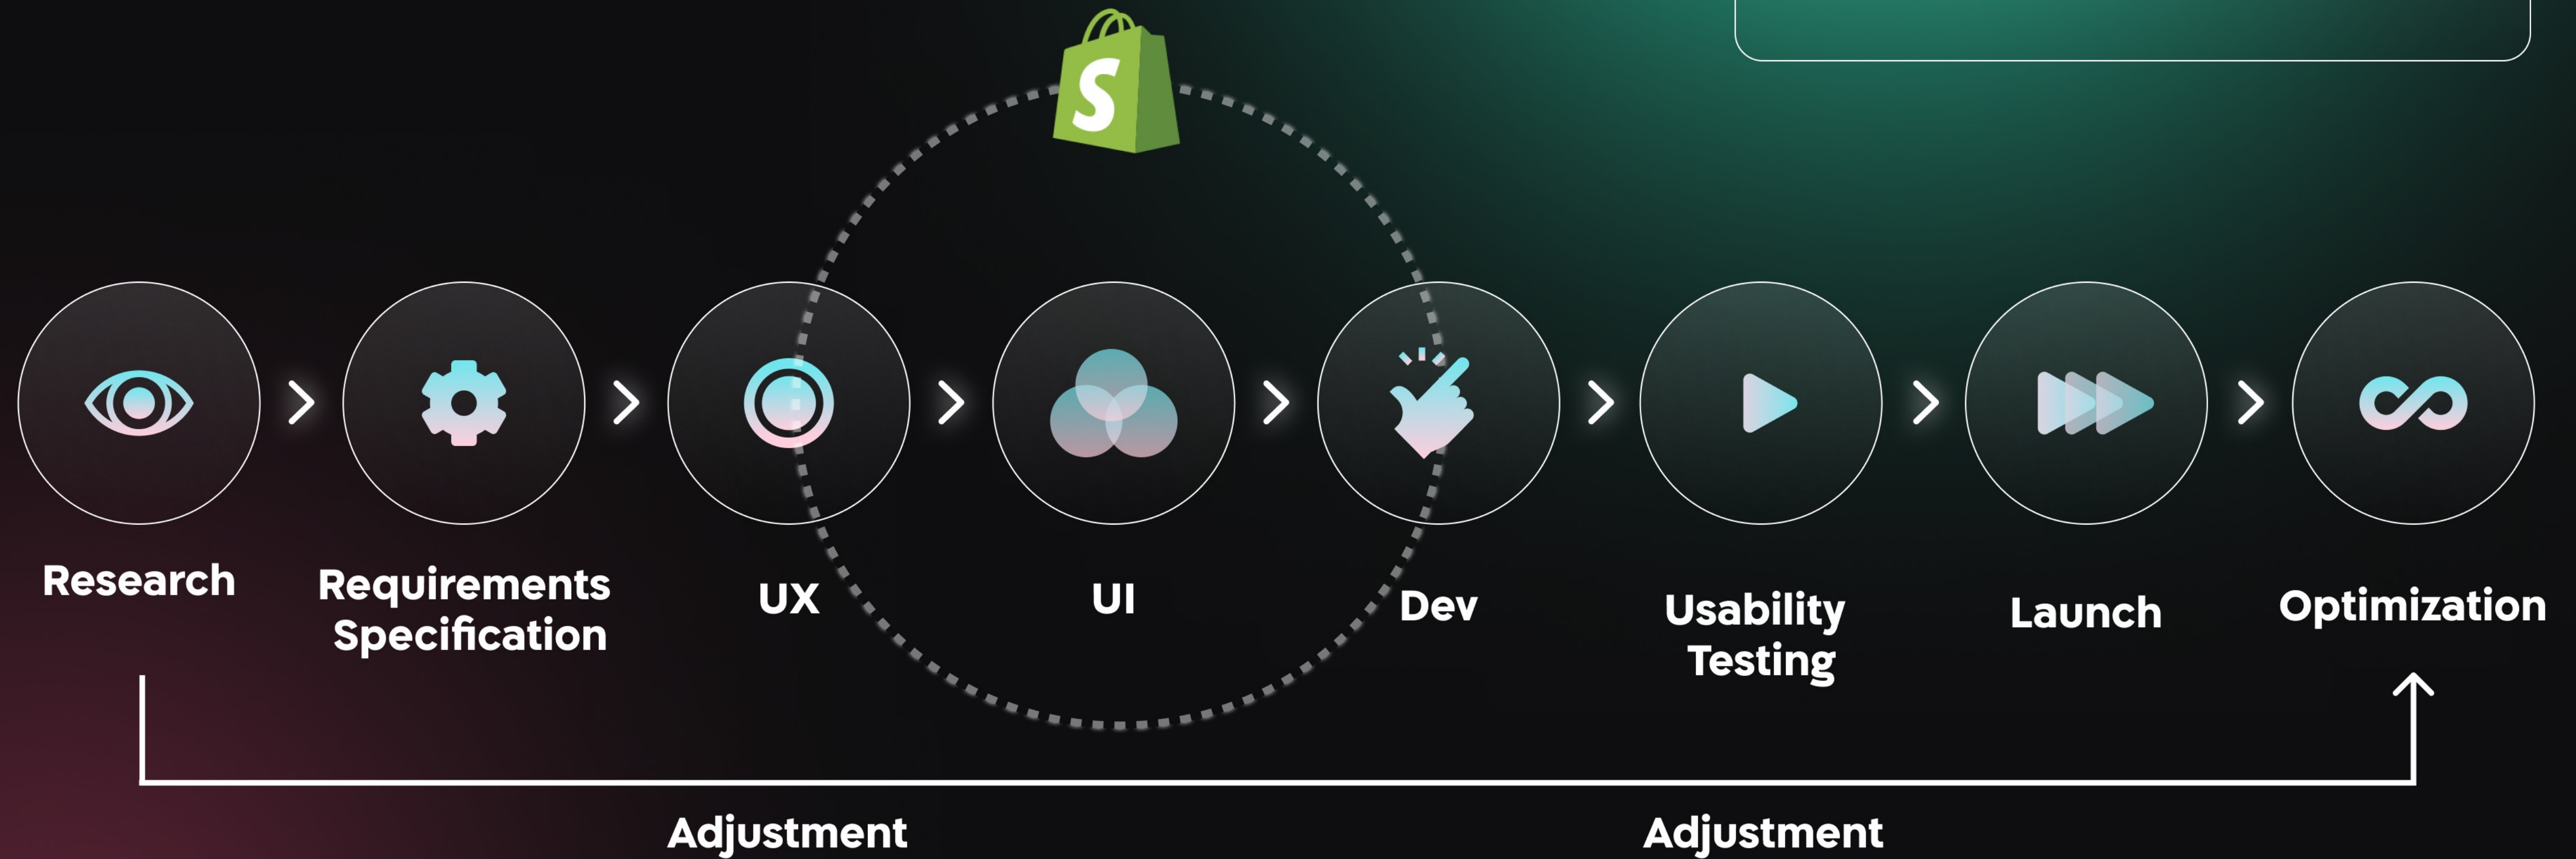 S
Research
Requirements
Specification
UX
UI
Dev
Usability
Testing
Launch
Optimization
Adjustment
Adjustment